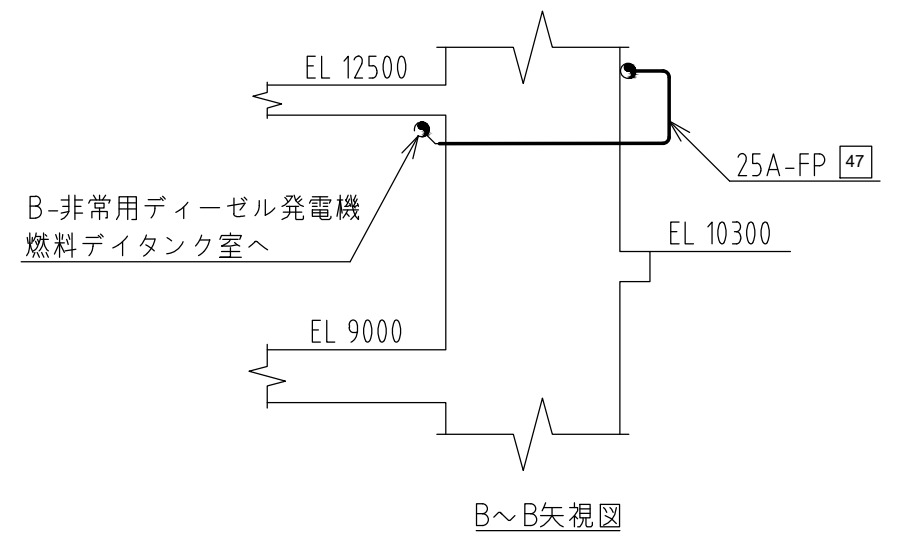 EL 12500
25A-FP 47
B-非常用ディーゼル発電機
燃料デイタンク室へ
EL 10300
EL 9000
B～B矢視図